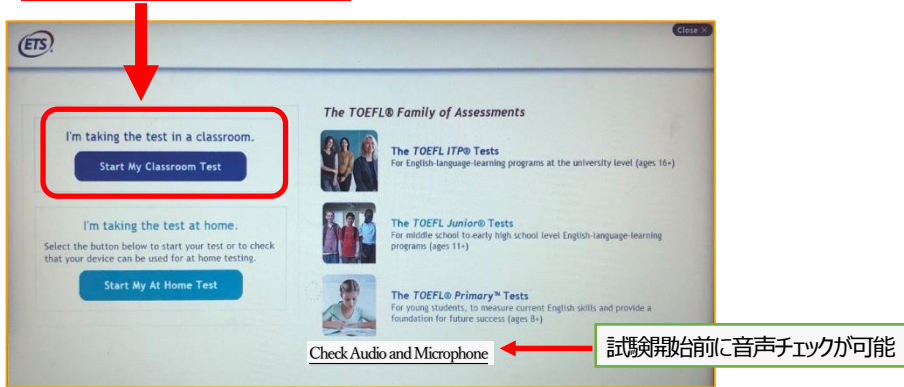 ETS
Close ×
I'm taking the test in a classroom.
Start My Classroom Test
I'm taking the test at home.
Select the button below to start your test or to check
that your device can be used for at home testing.
Start My At Home Test
The TOEFL® Family of Assessments
The TOEFL ITP® Tests
For English-language-learning programs at the university level (ages 16+)
The TOEFL Junior® Tests
For middle school to early high school level English-language-learning
programs (ages 11+)
The TOEFL® Primary™ Tests
For young students, to measure current English skills and provide a
foundation for future success (ages 8+)
Check Audio and Microphone
試験開始前に音声チェックが可能